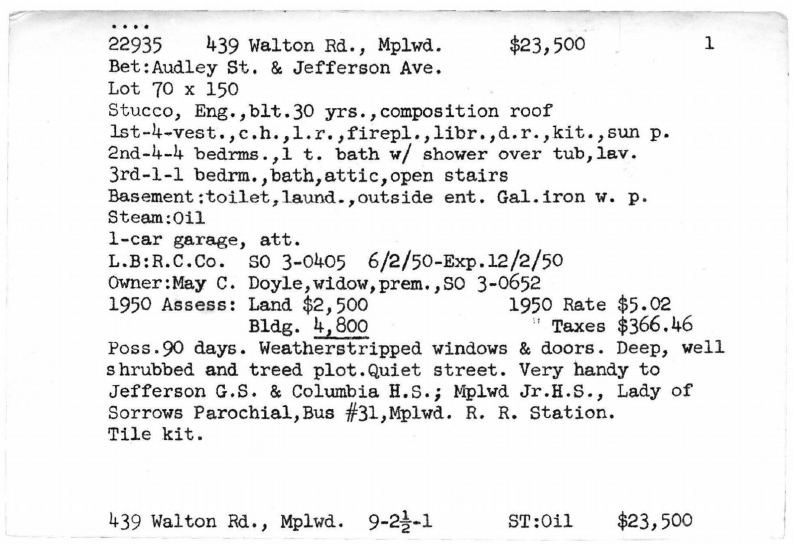 ....
22935 439 Walton Rd., Mplwd. $23,500 1
Bet:Audley St. & Jefferson Ave.
Lot 70 x 150
Stucco, Eng.,blt.30 yrs.,composition roof
1st-4-vest.,c.h.,l.r.,firepl.,libr.,d.r.,kit.,sun p.
2nd-4-4 bedrms.,1 t. bath w/ shower over tub,lav.
3rd-1-1 bedrm.,bath,attic,open stairs
Basement:toilet,laund.,outside ent. Gal.iron w. p.
Steam:Oil
1-car garage, att.
L.B:R.C.Co. SO 3-0405 6/2/50-Exp.12/2/50
Owner:May C. Doyle,widow,prem.,SO 3-0652
1950 Assess: Land $2,500 1950 Rate $5.02
Bldg. 4,800 " Taxes $366.46
Poss.90 days. Weatherstripped windows & doors. Deep, well
shrubbed and treed plot.Quiet street. Very handy to
Jefferson G.S. & Columbia H.S.; Mplwd Jr.H.S., Lady of
Sorrows Parochial,Bus #31,Mplwd. R. R. Station.
Tile kit.
439 Walton Rd., Mplwd. 9-2½-1 ST:Oil $23,500